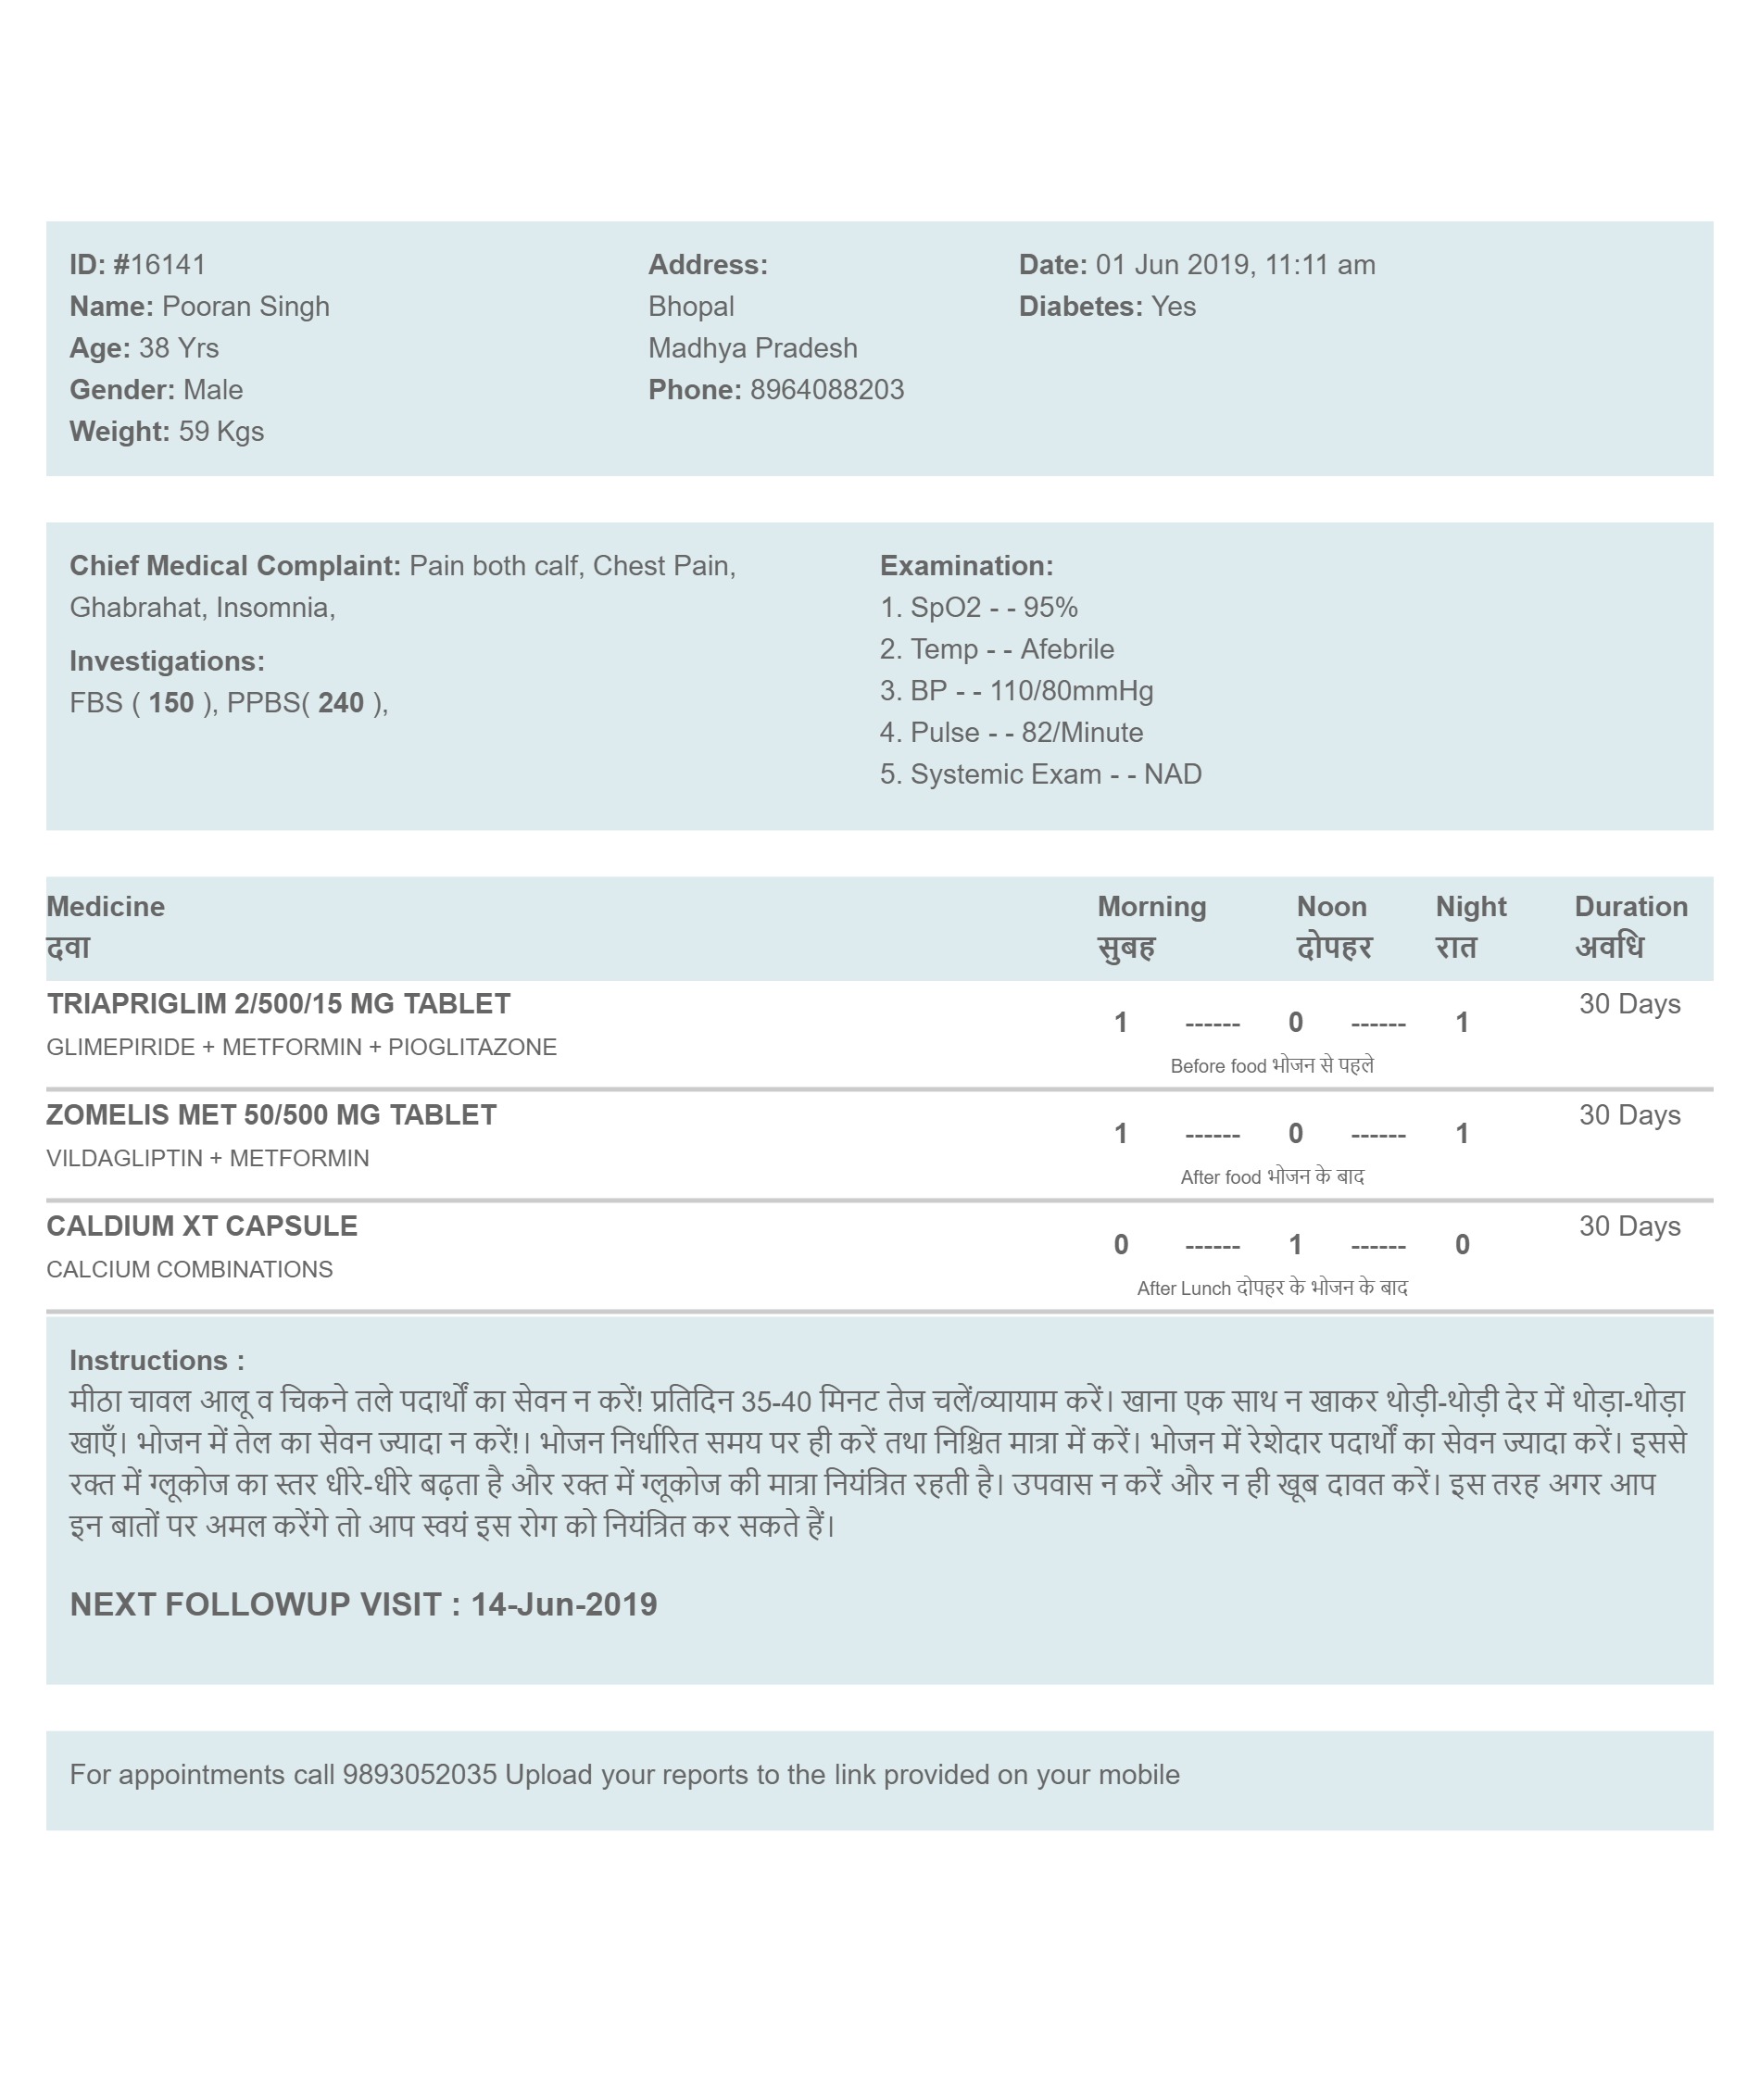 ID: #16141
Name: Pooran Singh
Age: 38 Yrs
Gender: Male
Weight: 59 Kgs
Address:
Bhopal
Madhya Pradesh
Phone: 8964088203
Date: 01 Jun 2019, 11:11 am
Diabetes: Yes
Chief Medical Complaint: Pain both calf, Chest Pain,
Ghabrahat, Insomnia,
Investigations:
FBS ( 150 ), PPBS( 240 ),
Examination:
1. SpO2 - - 95%
2. Temp - - Afebrile
3. BP - - 110/80mmHg
4. Pulse - - 82/Minute
5. Systemic Exam - - NAD
Medicine Morning Noon Night Duration
दवा सुबह दोपहर रात अवधि
TRIAPRIGLIM 2/500/15 MG TABLET 30 Days
1 ------ 0 ------ 1
GLIMEPIRIDE + METFORMIN + PIOGLITAZONE
Before food भोजन से पहले
ZOMELIS MET 50/500 MG TABLET 30 Days
1 ------ 0 ------ 1
VILDAGLIPTIN + METFORMIN
After food भोजन के बाद
CALDIUM XT CAPSULE 30 Days
0 ------ 1 ------ 0
CALCIUM COMBINATIONS
After Lunch दोपहर के भोजन के बाद
Instructions :
मीठा चावल आलू व चिकने तले पदार्थों का सेवन न करें! प्रतिदिन 35-40 मिनट तेज चलें/व्यायाम करें। खाना एक साथ न खाकर थोड़ी-थोड़ी देर में थोड़ा-थोड़ा
खाएँ। भोजन में तेल का सेवन ज्यादा न करें!। भोजन निर्धारित समय पर ही करें तथा निश्चित मात्रा में करें। भोजन में रेशेदार पदार्थों का सेवन ज्यादा करें। इससे
रक्त में ग्लूकोज का स्तर धीरे-धीरे बढ़ता है और रक्त में ग्लूकोज की मात्रा नियंत्रित रहती है। उपवास न करें और न ही खूब दावत करें। इस तरह अगर आप
इन बातों पर अमल करेंगे तो आप स्वयं इस रोग को नियंत्रित कर सकते हैं।
NEXT FOLLOWUP VISIT : 14-Jun-2019
For appointments call 9893052035 Upload your reports to the link provided on your mobile